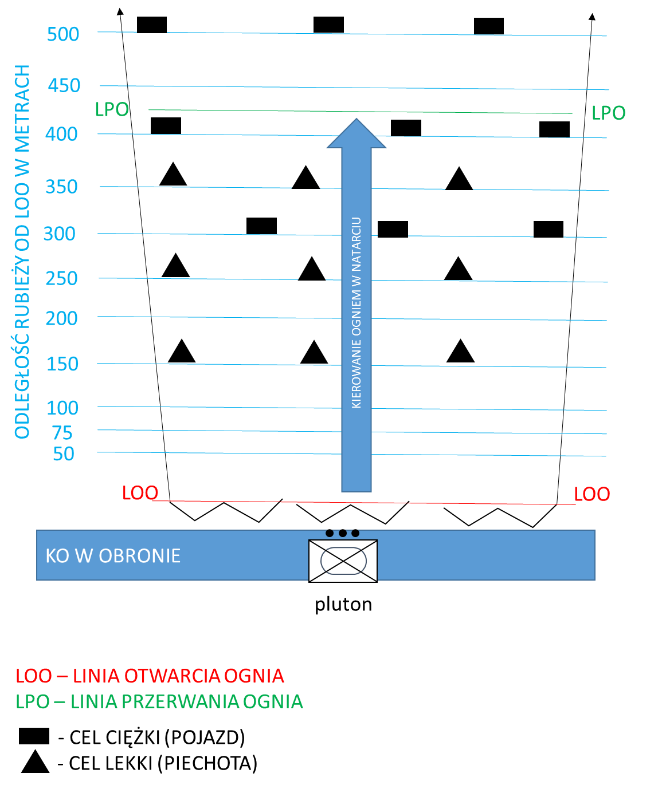 500
450
LPO
LPO
400
350
300
250
200
150
100
75
50
ODLEGŁOŚĆ RUBIEŻY OD LOO W METRACH
KIEROWANIE OGNIEM W NATARCIU
LOO
LOO
KO W OBRONIE
pluton
LOO – LINIA OTWARCIA OGNIA
LPO – LINIA PRZERWANIA OGNIA
- CEL CIĘŻKI (POJAZD)
- CEL LEKKI (PIECHOTA)